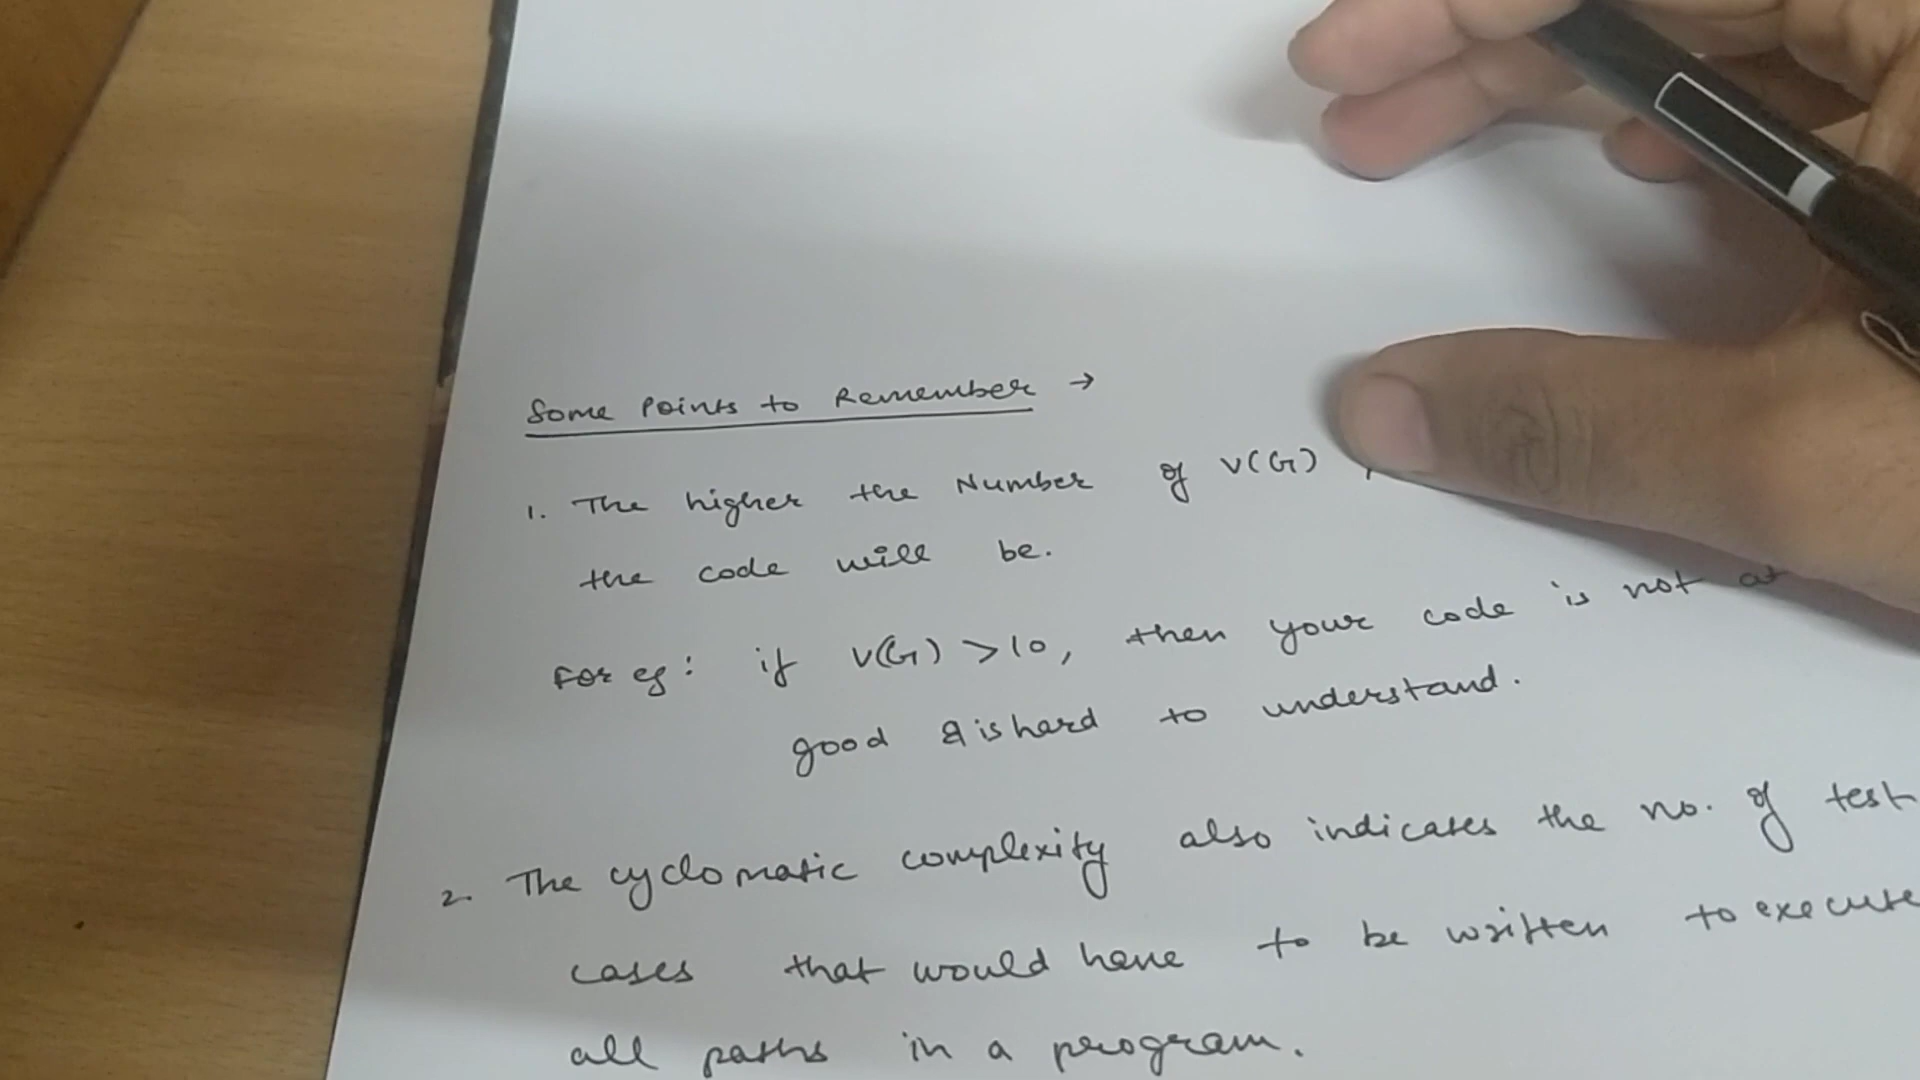 Some Points to Remember →
1. The higher the Number of V(G) ,
the code will be.
For eg: if V(G) >10, then your code is not at
good & is hard to understand.
2. The cyclomatic complexity also indicates the no. of test
cases that would have to be written to execute
all paths in a program.